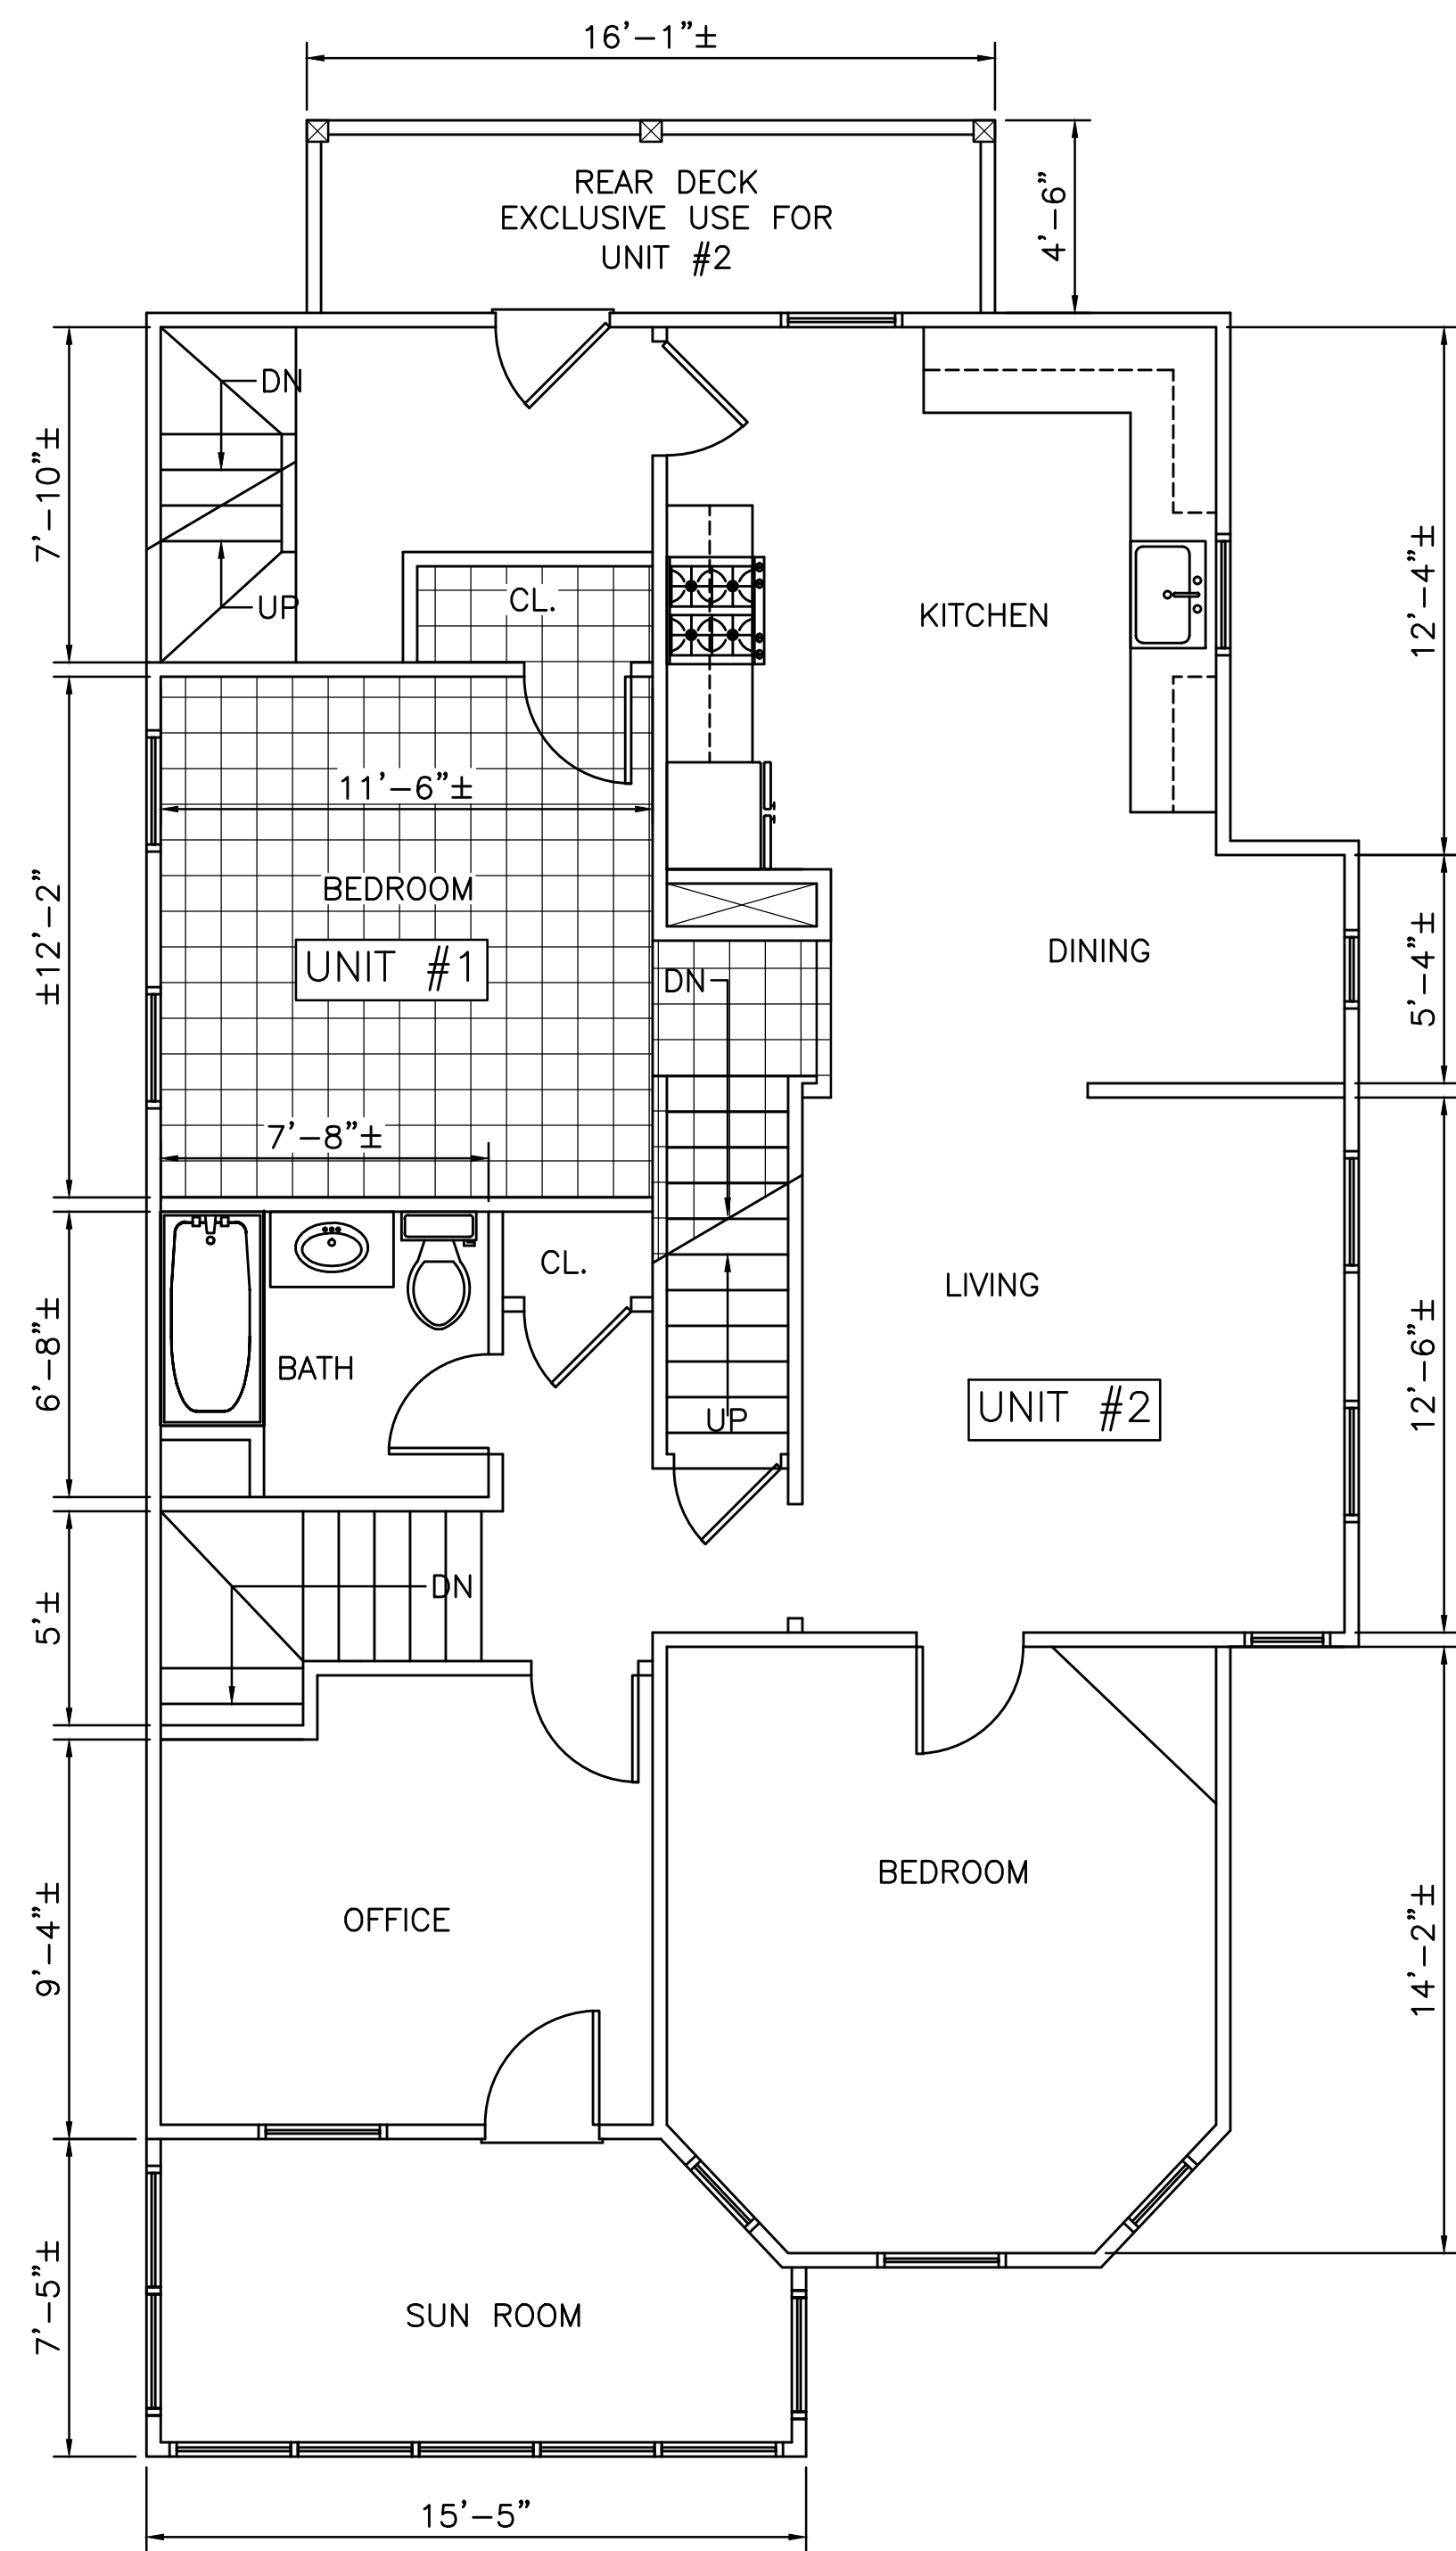 16'-1"±
REAR DECK
EXCLUSIVE USE FOR
UNIT #2
4'-6"
DN
7'-10"±
UP
CL.
KITCHEN
12'-4"±
11'-6"±
BEDROOM
UNIT #1
±12'-2"
DN
DINING
5'-4"±
7'-8"±
CL.
LIVING
6'-8"±
BATH
UNIT #2
12'-6"±
UP
DN
5'±
BEDROOM
OFFICE
9'-4"±
14'-2"±
SUN ROOM
7'-5"±
15'-5"